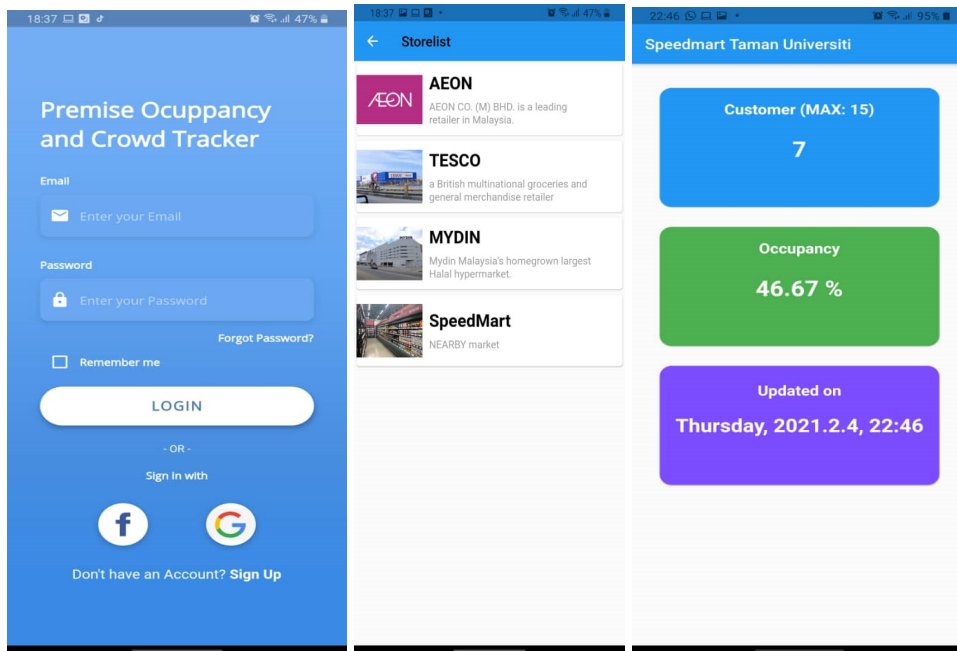 18:37
47%
Premise Ocuppancy
and Crowd Tracker
Email
Enter your Email
Password
Enter your Password
Forgot Password?
Remember me
LOGIN
- OR -
Sign in with
f
G
Don't have an Account? Sign Up
18:37
47%
Storelist
ÆON
AEON
AEON CO. (M) BHD. is a leading
retailer in Malaysia.
TESCO
a British multinational groceries and
general merchandise retailer
MYDIN
Mydin Malaysia's homegrown largest
Halal hypermarket.
SpeedMart
NEARBY market
22:46
95%
Speedmart Taman Universiti
Customer (MAX: 15)
7
Occupancy
46.67 %
Updated on
Thursday, 2021.2.4, 22:46